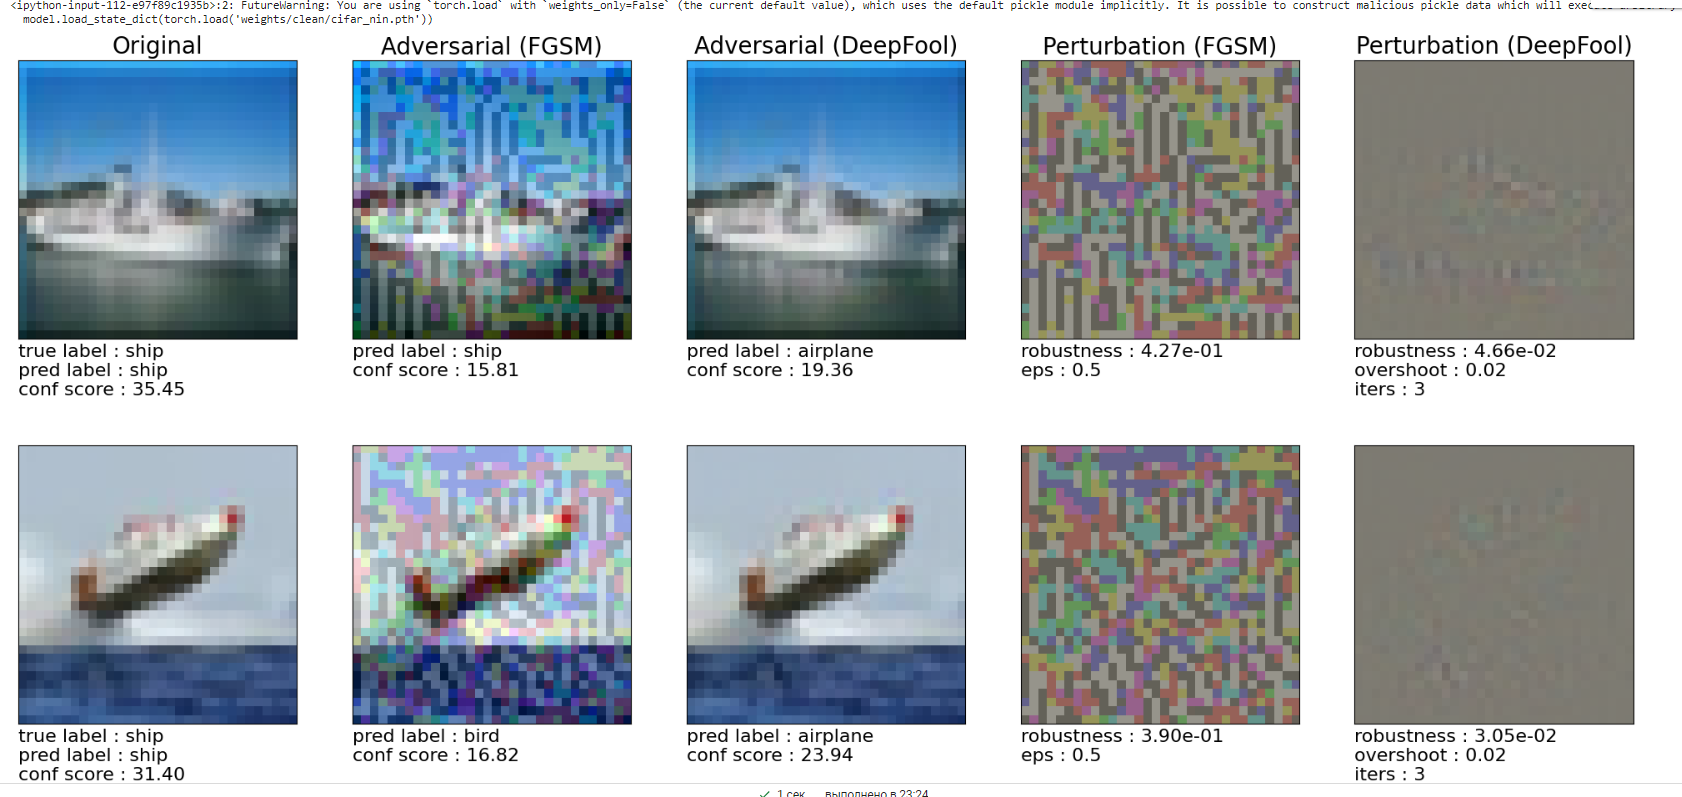 <ipython-input-112-e97f89c1935b>:2: FutureWarning: You are using `torch.load` with `weights_only=False` (the current default value), which uses the default pickle module implicitly. It is possible to construct malicious pickle data which will execute arbitrary
model.load_state_dict(torch.load('weights/clean/cifar_nin.pth'))
Original Adversarial (FGSM) Adversarial (DeepFool) Perturbation (FGSM) Perturbation (DeepFool)
true label : ship pred label : ship pred label : airplane robustness : 4.27e-01 robustness : 4.66e-02
pred label : ship conf score : 15.81 conf score : 19.36 eps : 0.5 overshoot : 0.02
conf score : 35.45 iters : 3
true label : ship pred label : bird pred label : airplane robustness : 3.90e-01 robustness : 3.05e-02
pred label : ship conf score : 16.82 conf score : 23.94 eps : 0.5 overshoot : 0.02
conf score : 31.40 iters : 3
1 сек. выполнено в 23:24